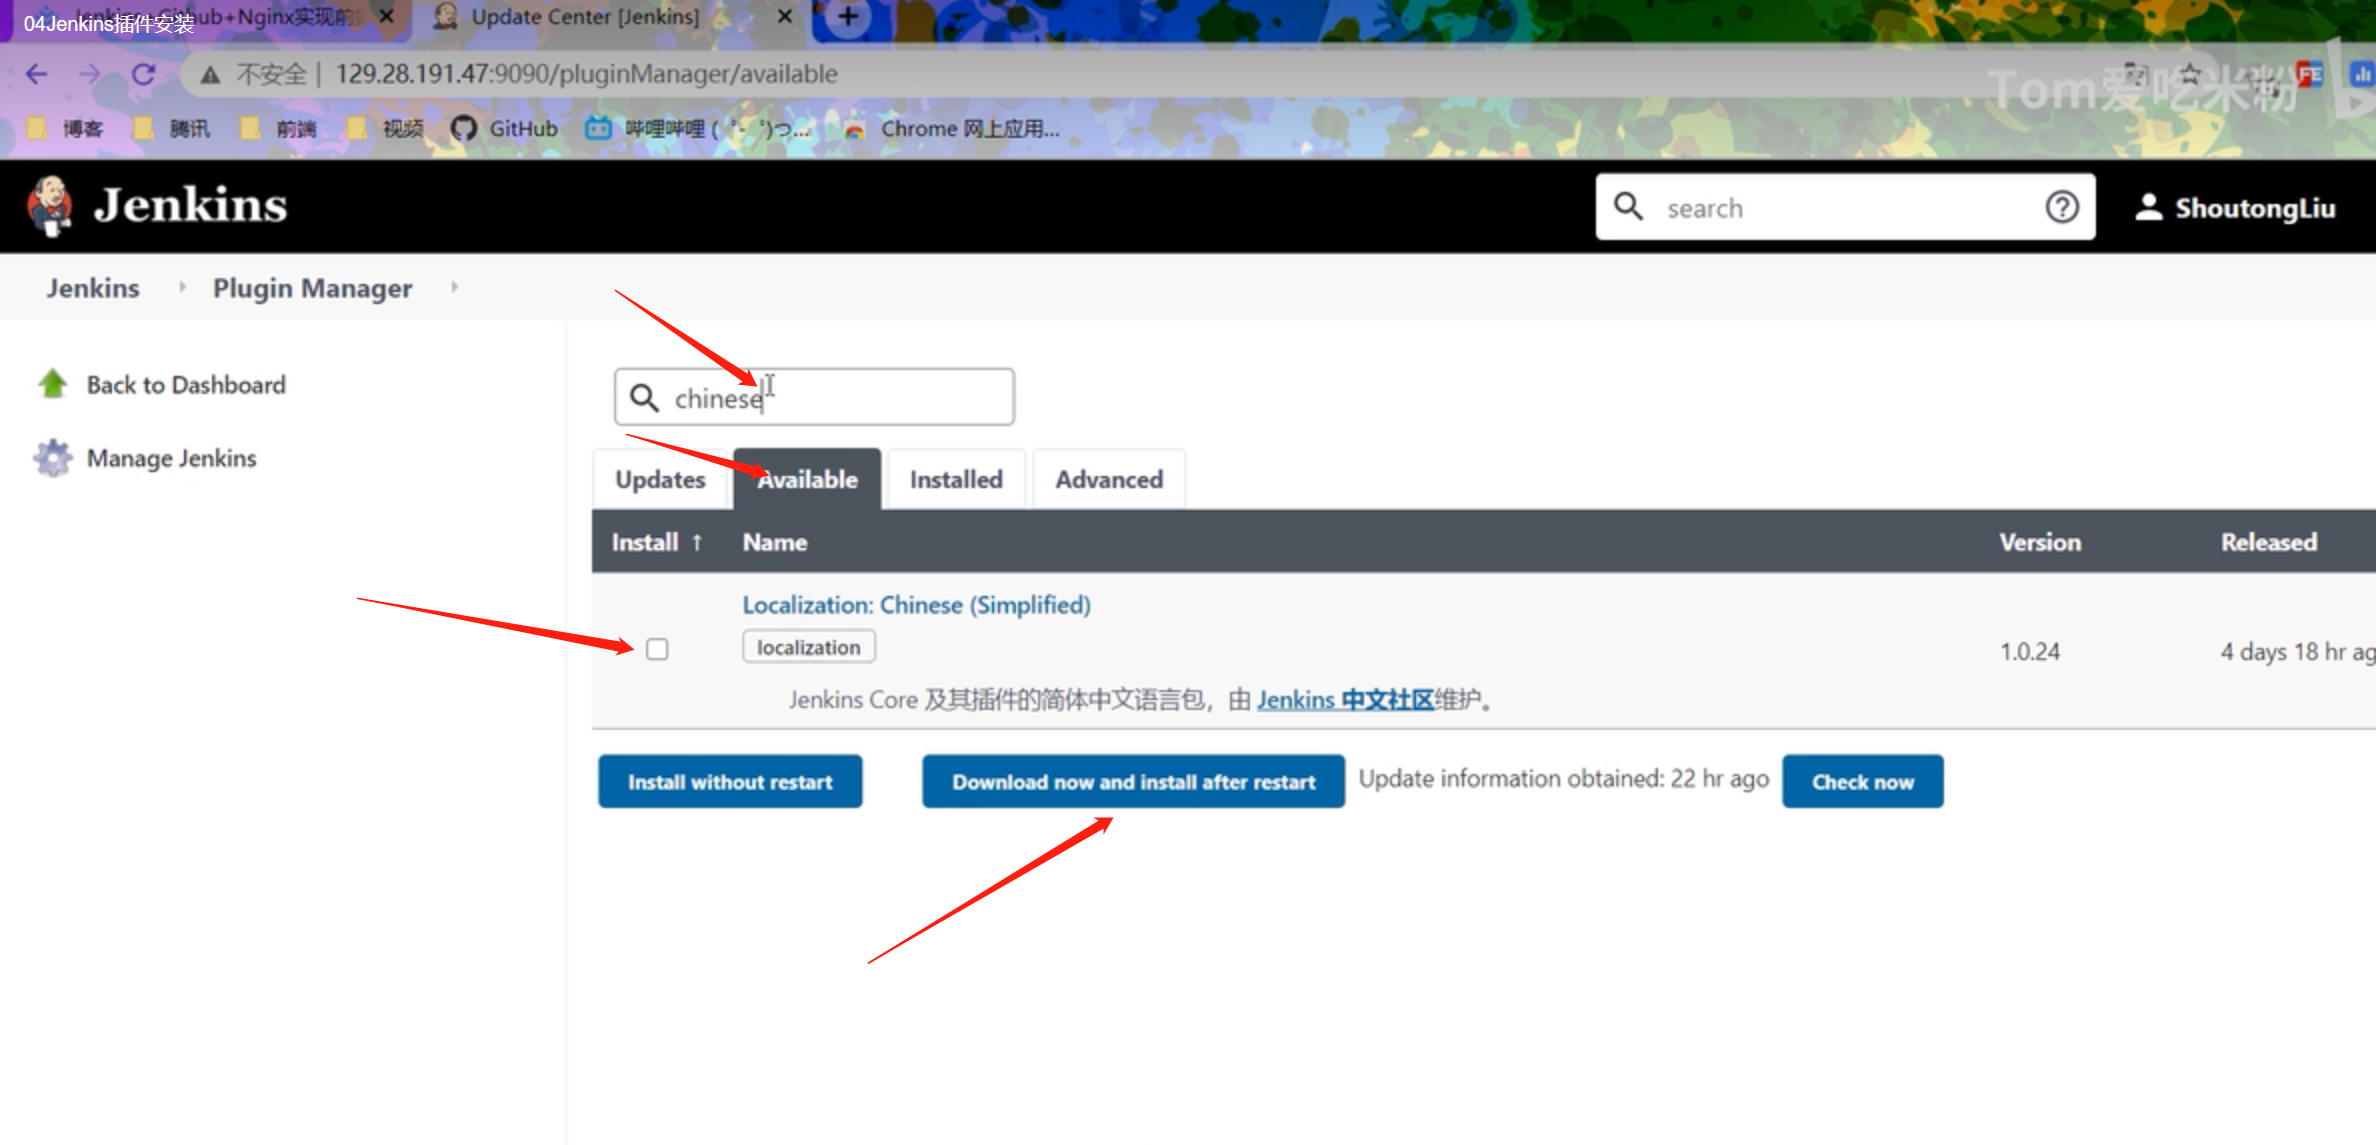 04Jenkins插件安装
Github+Nginx实现前
Update Center [Jenkins]
不安全 | 129.28.191.47:9090/pluginManager/available
Tom爱吃米粉
博客 腾讯 前端 视频 GitHub 哔哩哔哩 ( ゜- ゜)つ... Chrome 网上应用...
Jenkins
search
ShoutongLiu
Jenkins Plugin Manager
Back to Dashboard
Manage Jenkins
chinese
Updates Available Installed Advanced
Install ↑ Name Version Released
Localization: Chinese (Simplified)
localization
1.0.24 4 days 18 hr ag
Jenkins Core 及其插件的简体中文语言包，由 Jenkins 中文社区维护。
Install without restart Download now and install after restart Update information obtained: 22 hr ago Check now